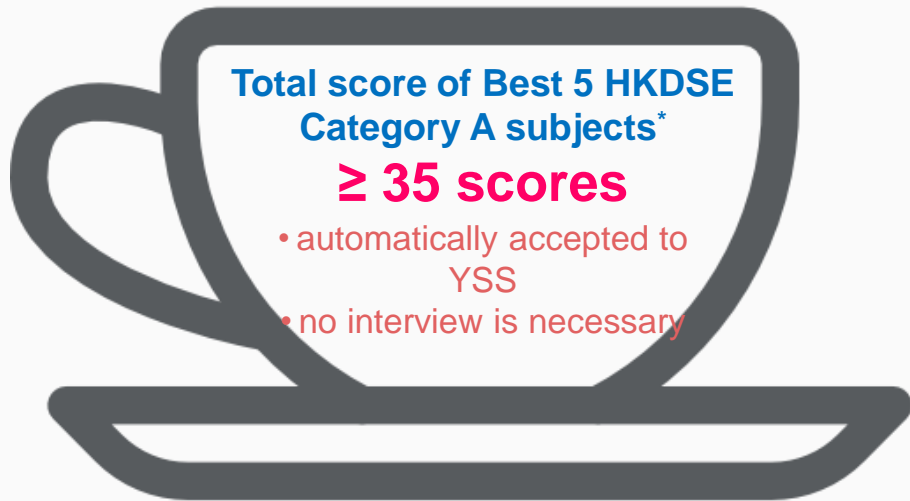 Total score of Best 5 HKDSE
Category A subjects*
≥ 35 scores
• automatically accepted to
YSS
• no interview is necessary